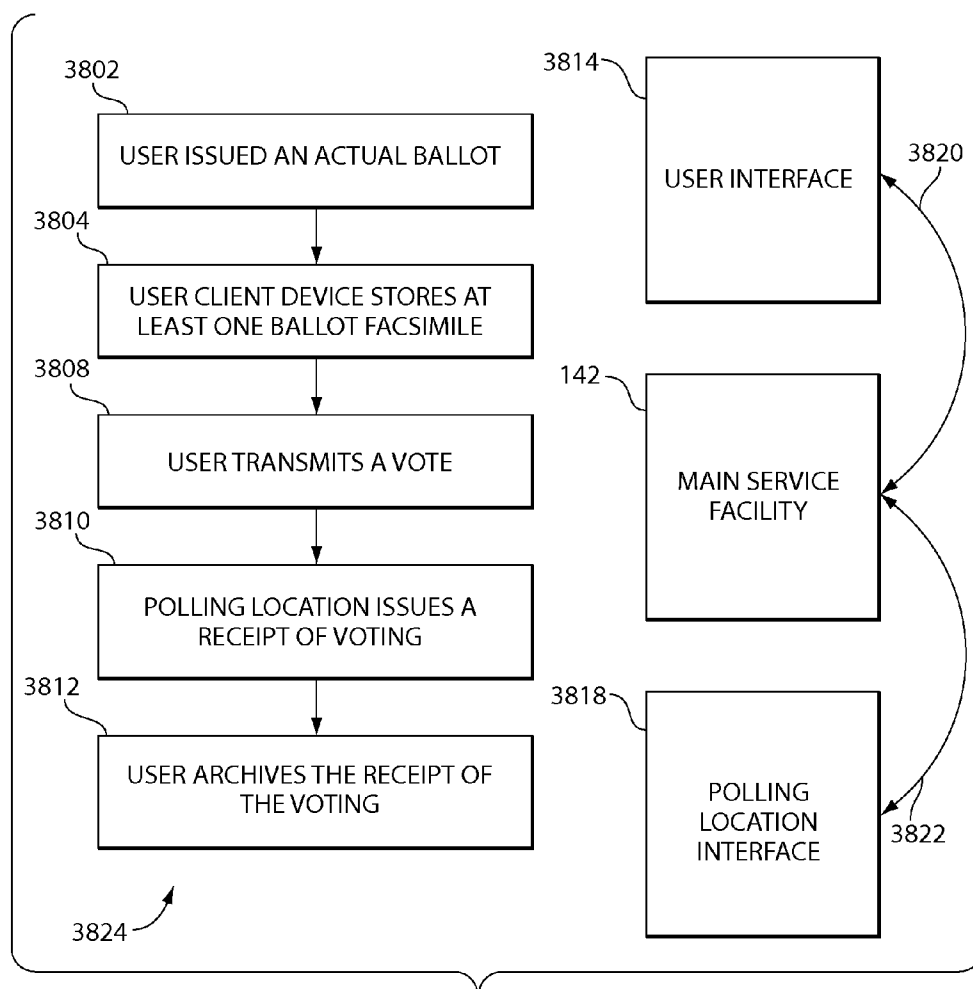 3802
USER ISSUED AN ACTUAL BALLOT
3804
USER CLIENT DEVICE STORES AT
LEAST ONE BALLOT FACSIMILE
3808
USER TRANSMITS A VOTE
3810
POLLING LOCATION ISSUES A
RECEIPT OF VOTING
3812
USER ARCHIVES THE RECEIPT OF
THE VOTING
3824
3814
USER INTERFACE
3820
142
MAIN SERVICE
FACILITY
3818
POLLING
LOCATION
INTERFACE
3822